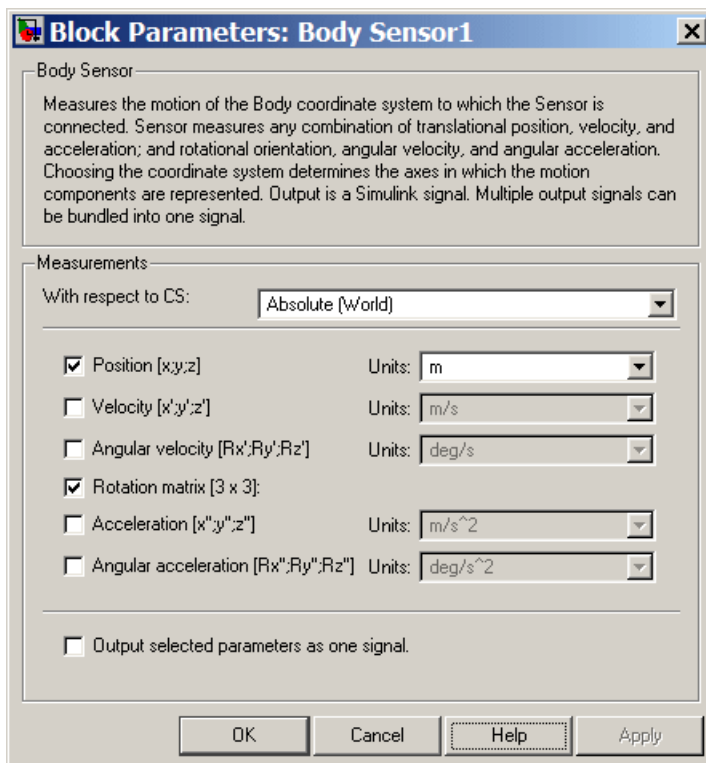 Block Parameters: Body Sensor1
Body Sensor
Measures the motion of the Body coordinate system to which the Sensor is
connected. Sensor measures any combination of translational position, velocity, and
acceleration; and rotational orientation, angular velocity, and angular acceleration.
Choosing the coordinate system determines the axes in which the motion
components are represented. Output is a Simulink signal. Multiple output signals can
be bundled into one signal.
Measurements
With respect to CS: Absolute (World)
Position [x;y;z] Units: m
Velocity [x';y';z'] Units: m/s
Angular velocity [Rx';Ry';Rz'] Units: deg/s
Rotation matrix [3 x 3]:
Acceleration [x'';y'';z''] Units: m/s^2
Angular acceleration [Rx'';Ry'';Rz''] Units: deg/s^2
Output selected parameters as one signal.
OK Cancel Help Apply